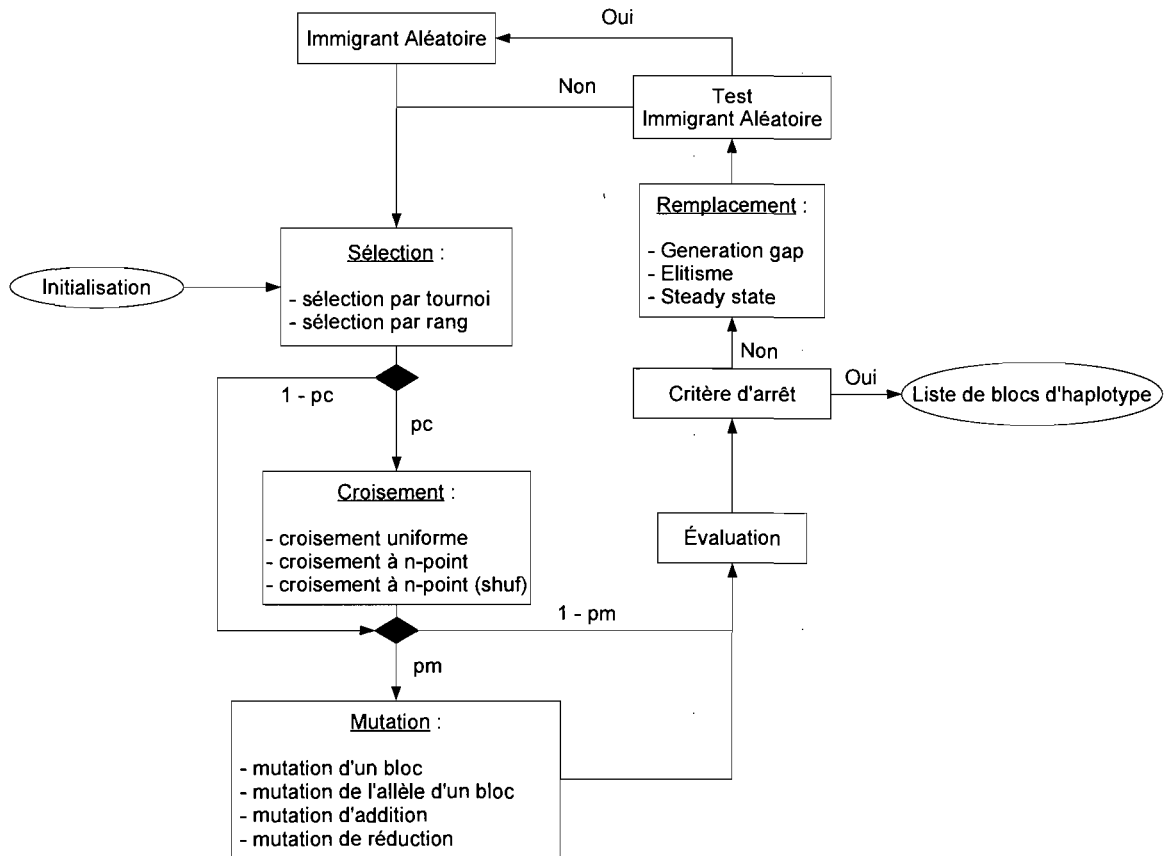 Oui
Immigrant Aléatoire
Non
Test
Immigrant Aléatoire
Remplacement :
- Generation gap
- Elitisme
- Steady state
Sélection :
- sélection par tournoi
- sélection par rang
Initialisation
Non
Critère d'arrêt
Oui
Liste de blocs d'haplotype
1 - pc
pc
Croisement :
- croisement uniforme
- croisement à n-point
- croisement à n-point (shuf)
Évaluation
1 - pm
pm
Mutation :
- mutation d'un bloc
- mutation de l'allèle d'un bloc
- mutation d'addition
- mutation de réduction